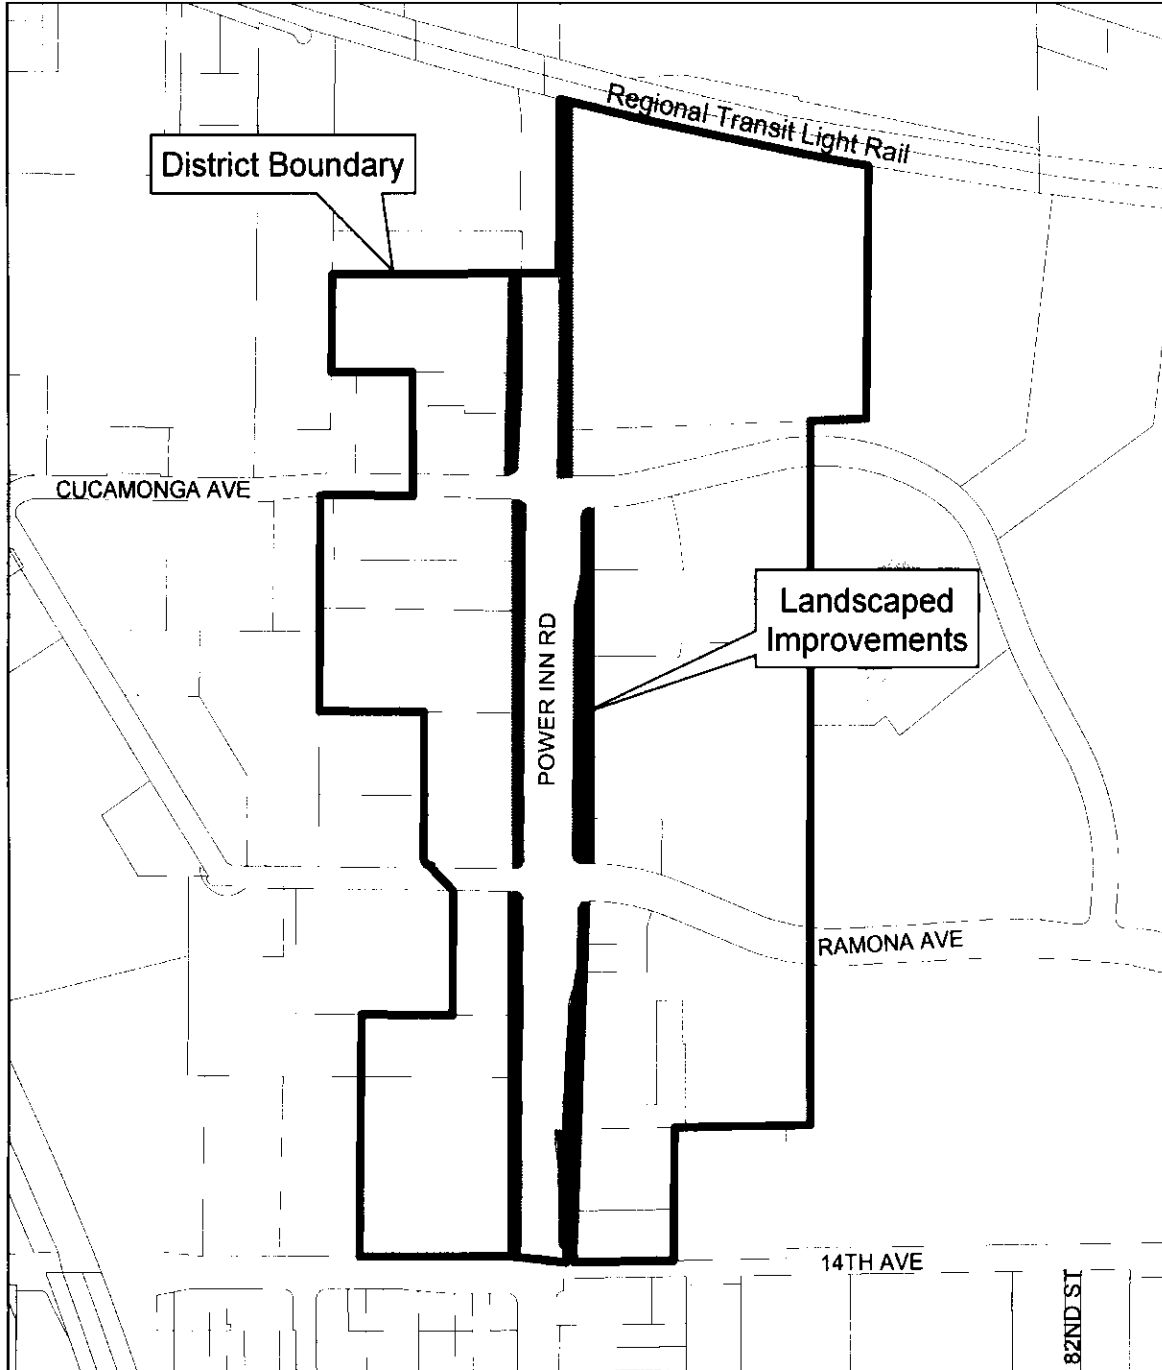 Regional Transit Light Rail
District Boundary
CUCAMONGA AVE
Landscaped
Improvements
POWER INN RD
RAMONA AVE
14TH AVE
82ND ST